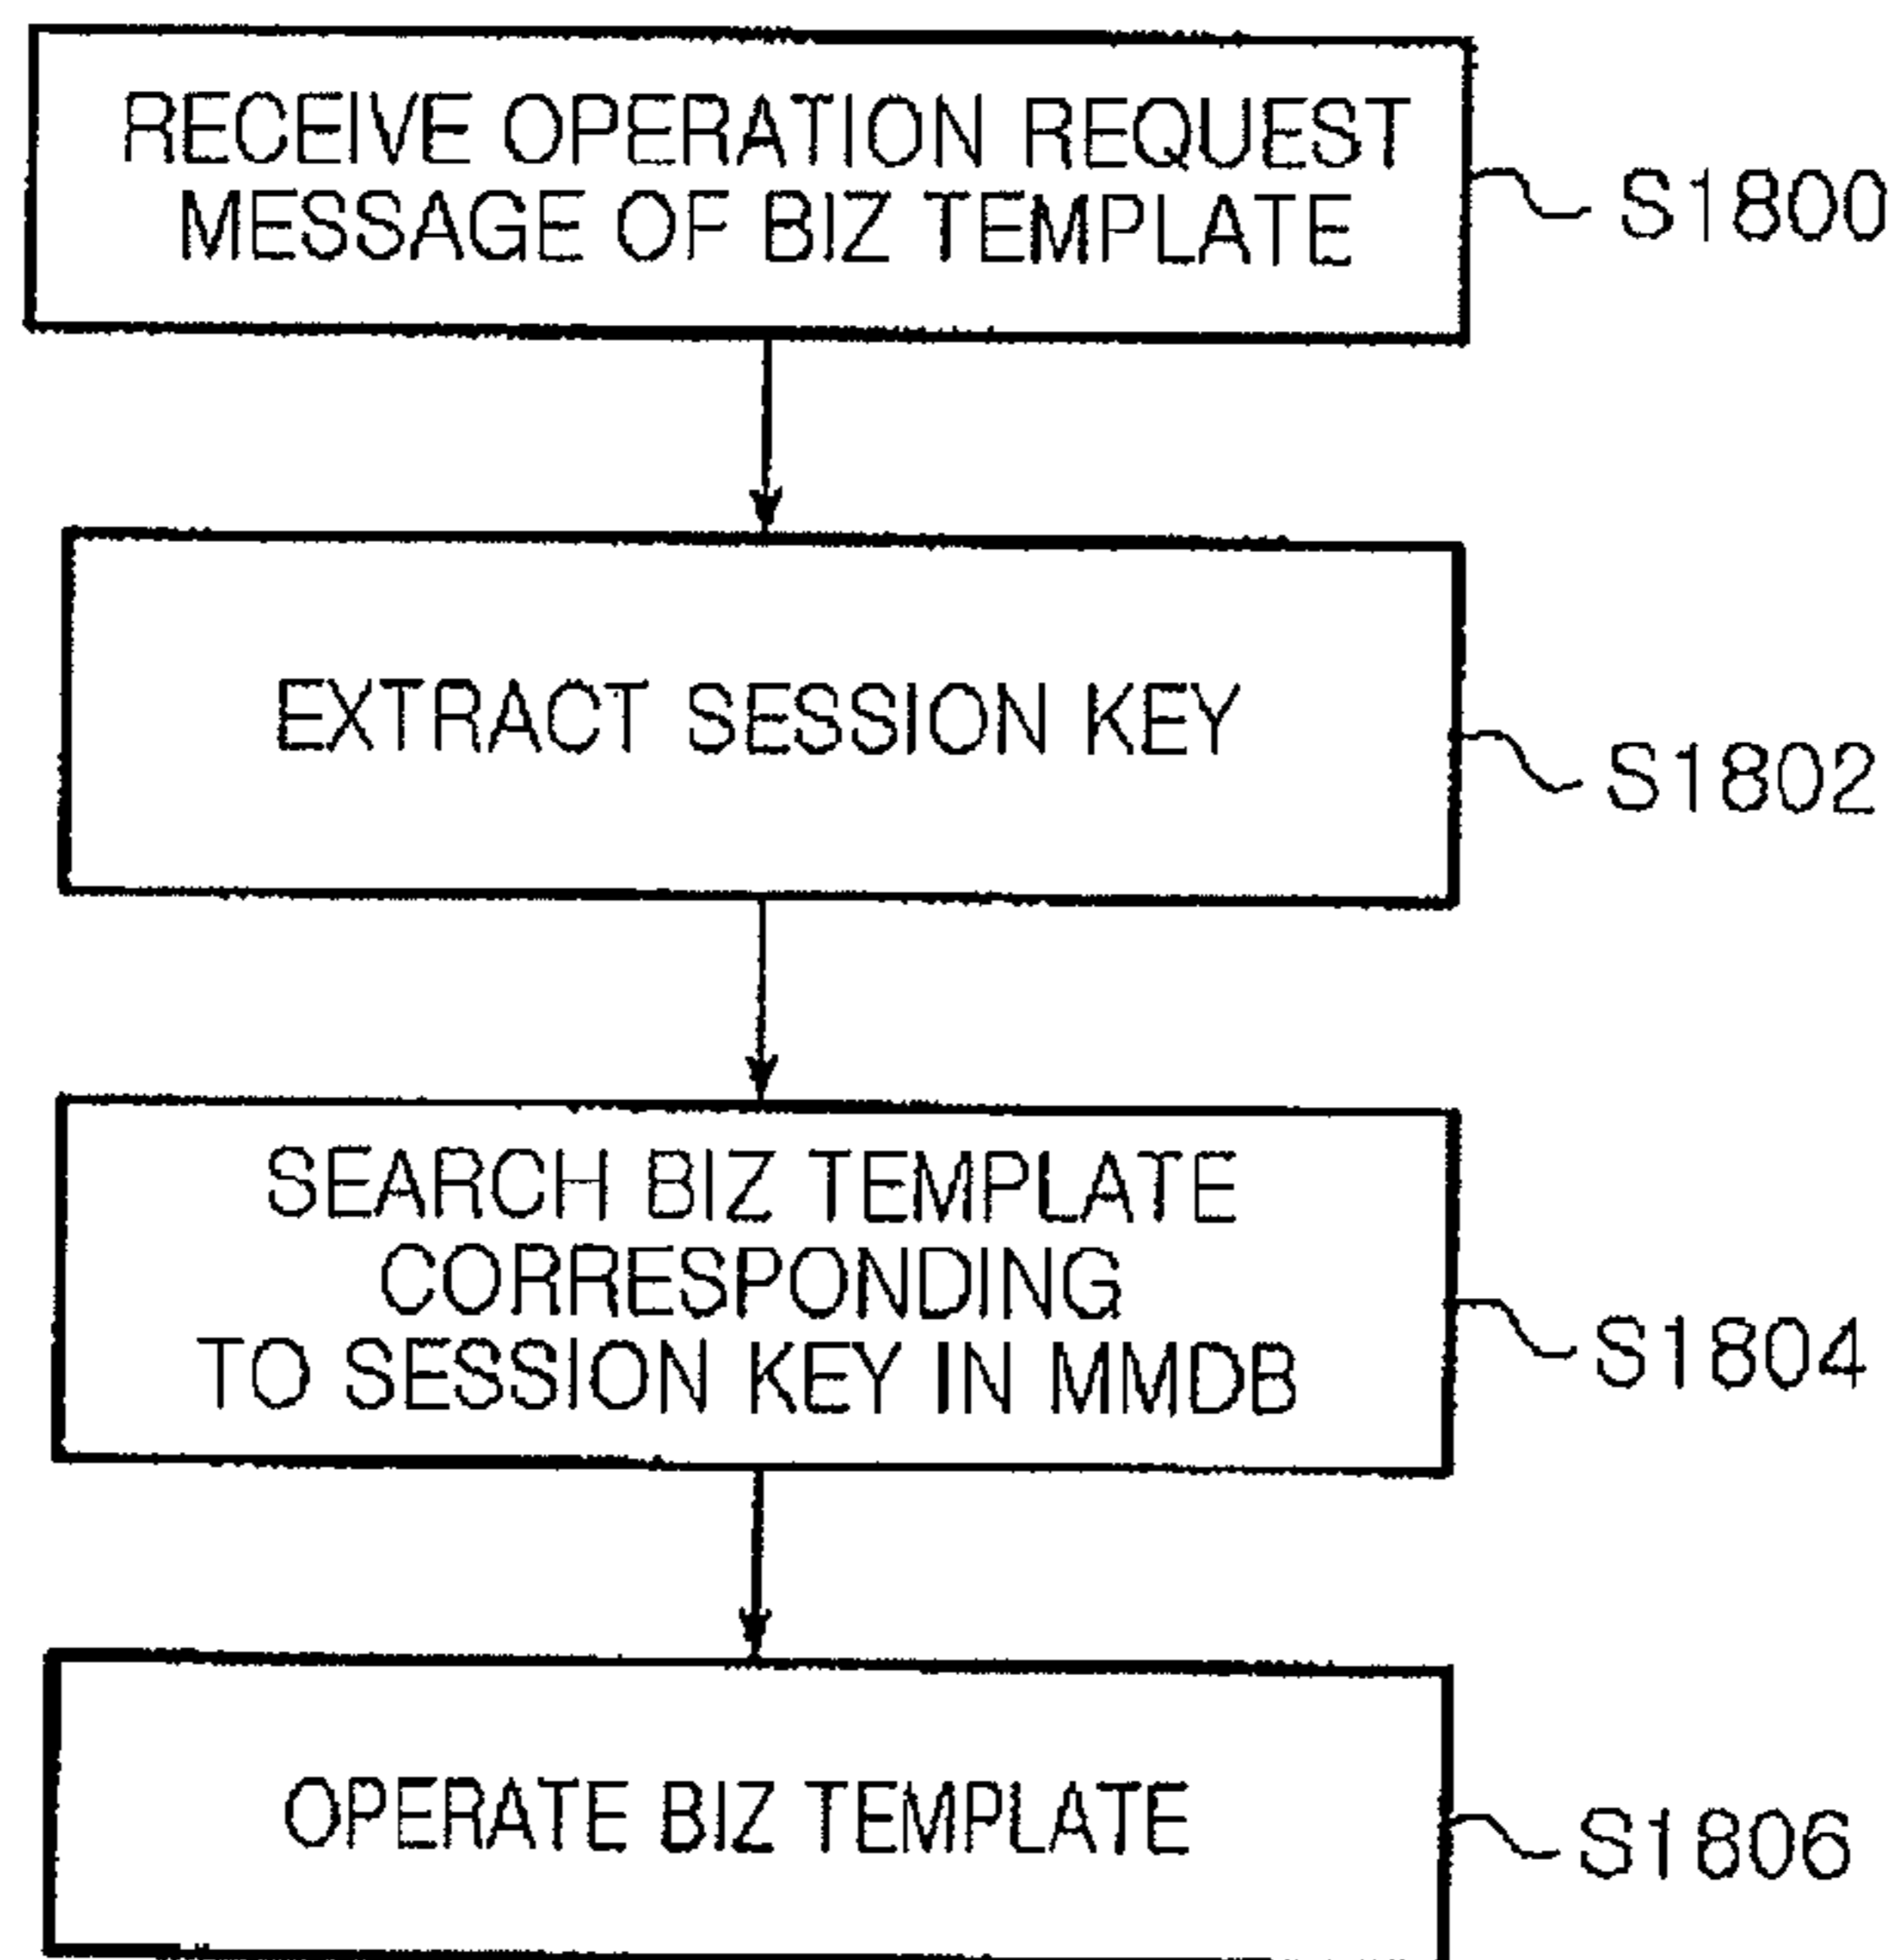 RECEIVE OPERATION REQUEST
MESSAGE OF BIZ TEMPLATE
S1800
EXTRACT SESSION KEY
S1802
SEARCH BIZ TEMPLATE
CORRESPONDING
TO SESSION KEY IN MMDB
S1804
OPERATE BIZ TEMPLATE
S1806